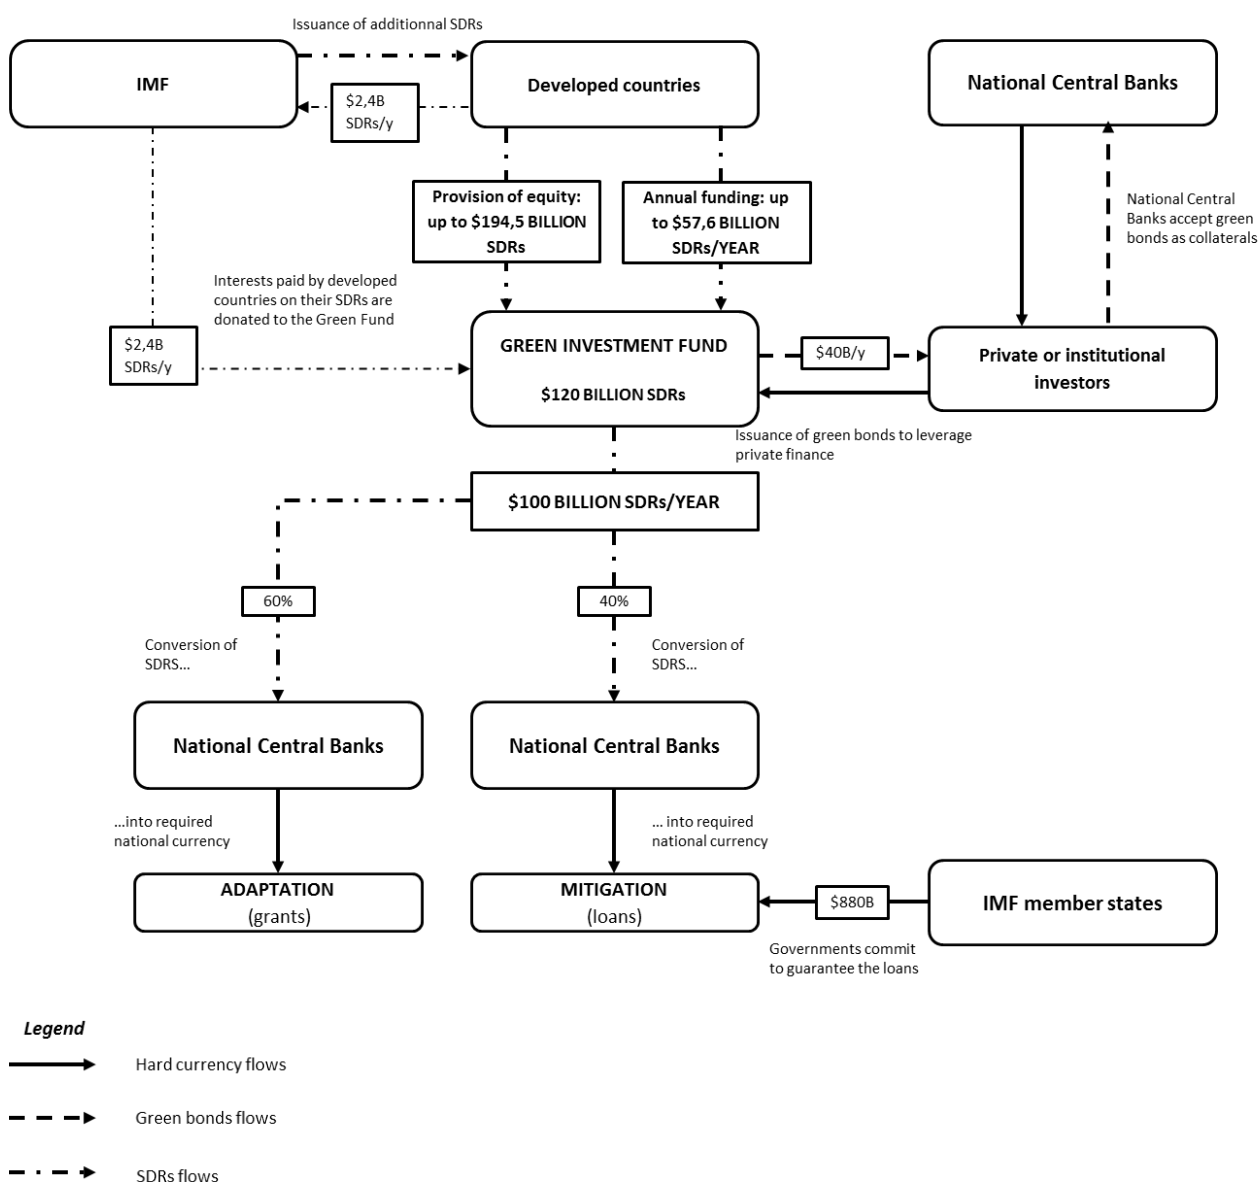 Issuance of additionnal SDRs
IMF
Developed countries
National Central Banks
$2,4B
SDRs/y
Provision of equity:
up to $194,5 BILLION
SDRs
Annual funding: up
to $57,6 BILLION
SDRs/YEAR
National Central
Banks accept green
bonds as collaterals
Interests paid by developed
countries on their SDRs are
donated to the Green Fund
$2,4B
SDRs/y
GREEN INVESTMENT FUND
$120 BILLION SDRs
$40B/y
Private or institutional
investors
Issuance of green bonds to leverage
private finance
$100 BILLION SDRs/YEAR
60%
40%
Conversion of
SDRS...
Conversion of
SDRS...
National Central Banks
National Central Banks
...into required
national currency
... into required
national currency
ADAPTATION
(grants)
MITIGATION
(loans)
$880B
IMF member states
Governments commit
to guarantee the loans
Legend
Hard currency flows
Green bonds flows
SDRs flows